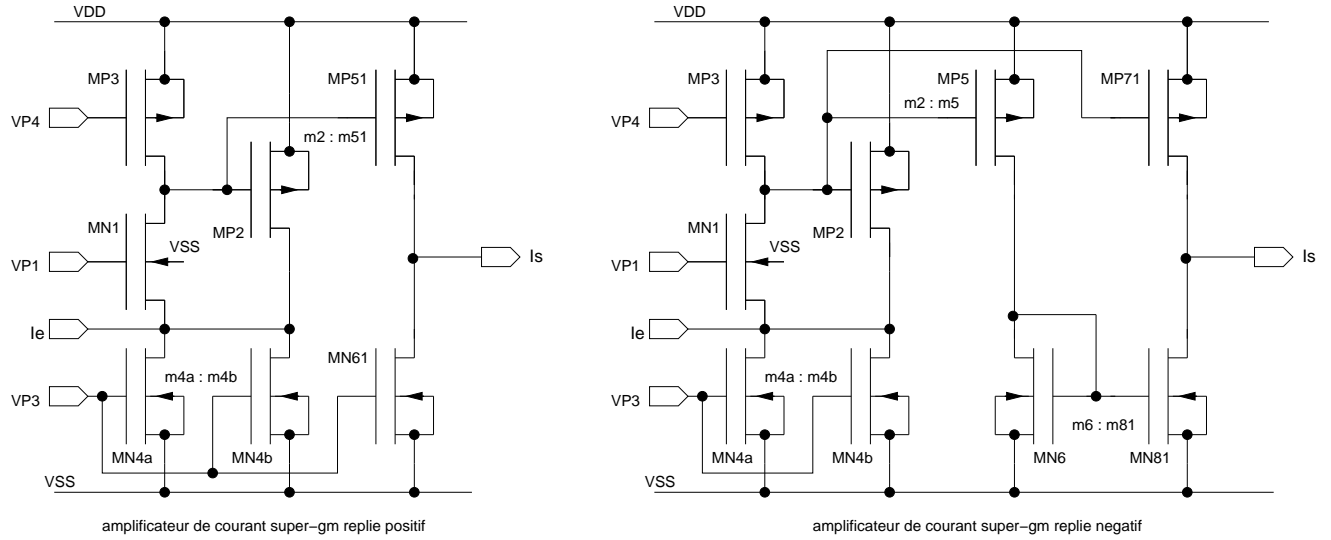 VDD
MP3
MP51
VP4
m2 : m51
MN1
MP2
VSS
VP1
Is
Ie
MN61
m4a : m4b
VP3
MN4a
MN4b
VSS
amplificateur de courant super−gm replie positif
VDD
MP3
MP5
MP71
m2 : m5
VP4
MN1
MP2
VSS
VP1
Is
Ie
m4a : m4b
VP3
m6 : m81
MN4a
MN4b
MN6
MN81
VSS
amplificateur de courant super−gm replie negatif